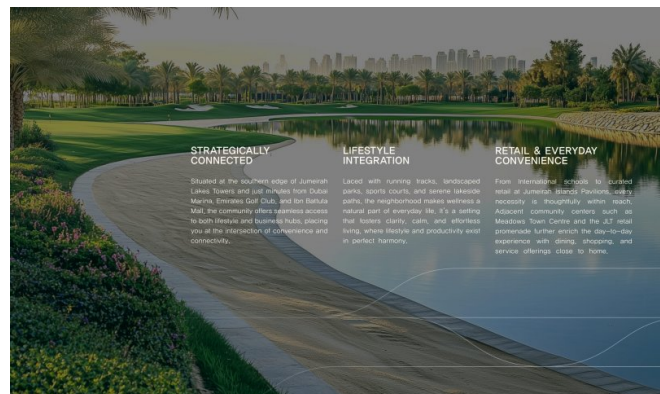 STRATEGICALLY
CONNECTED
Situated at the southern edge of Jumeirah
Lakes Towers and just minutes from Dubai
Marina, Emirates Golf Club, and Ibn Battuta
Mall, the community offers seamless access
to both lifestyle and business hubs, placing
you at the intersection of convenience and
connectivity.
LIFESTYLE
INTEGRATION
Laced with running tracks, landscaped
parks, sports courts, and serene lakeside
paths, the neighborhood makes wellness a
natural part of everyday life. It's a setting
that fosters clarity, calm, and effortless
living, where lifestyle and productivity exist
in perfect harmony.
RETAIL & EVERYDAY
CONVENIENCE
From international schools to curated
retail at Jumeirah Islands Pavilions, every
necessity is thoughtfully within reach.
Adjacent community centers such as
Meadows Town Centre and the JLT retail
promenade further enrich the day-to-day
experience with dining, shopping, and
service offerings close to home.